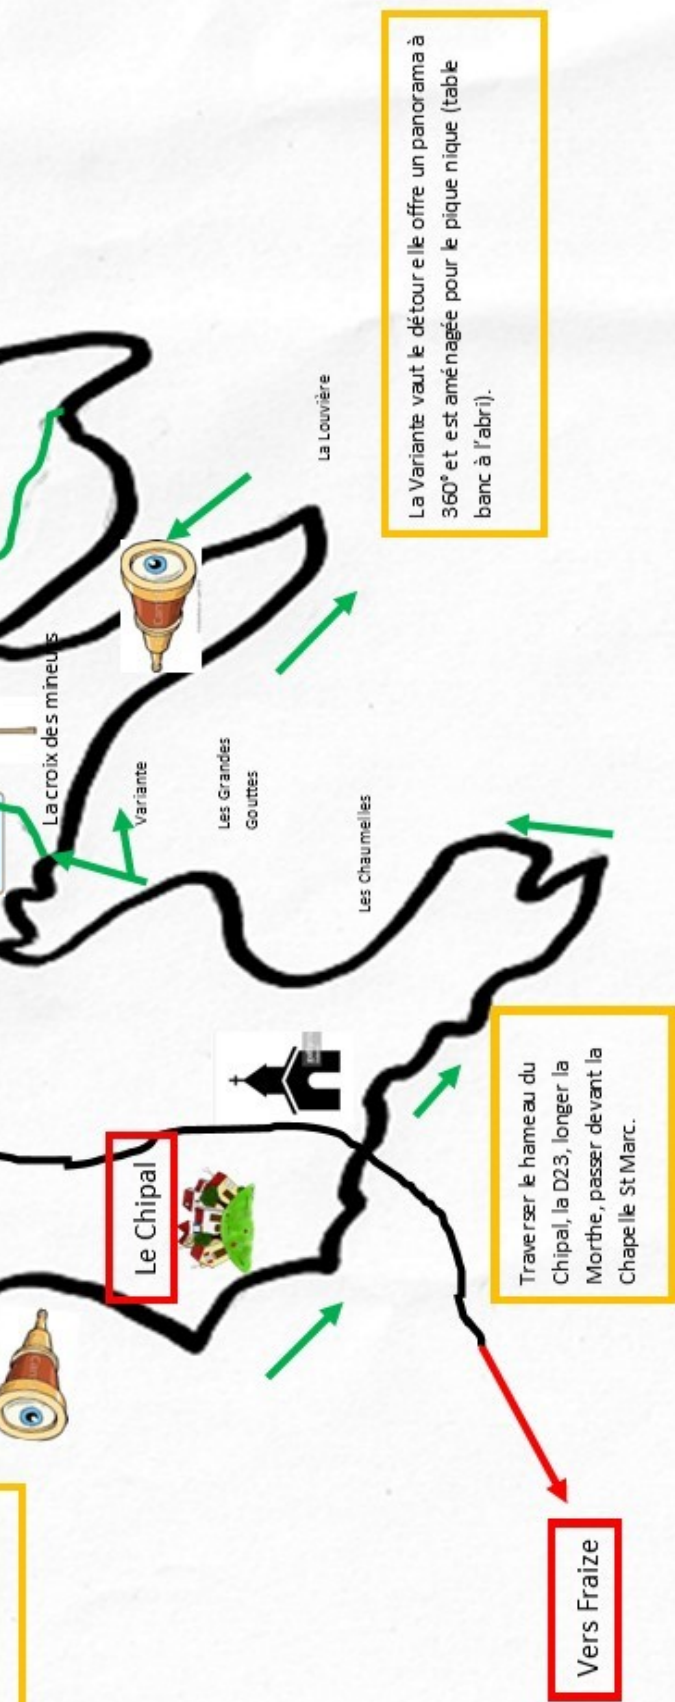 La Variante vaut le détour elle offre un panorama à
360° et est aménagée pour le pique nique (table
banc à l'abri).
La Louvière
La croix des mineurs
Variante
Les Grandes
Gouttes
Les Chaumelles
Le Chipal
Traverser le hameau du
Chipal, la D23, longer la
Morthe, passer devant la
Chapelle St Marc.
Vers Fraize